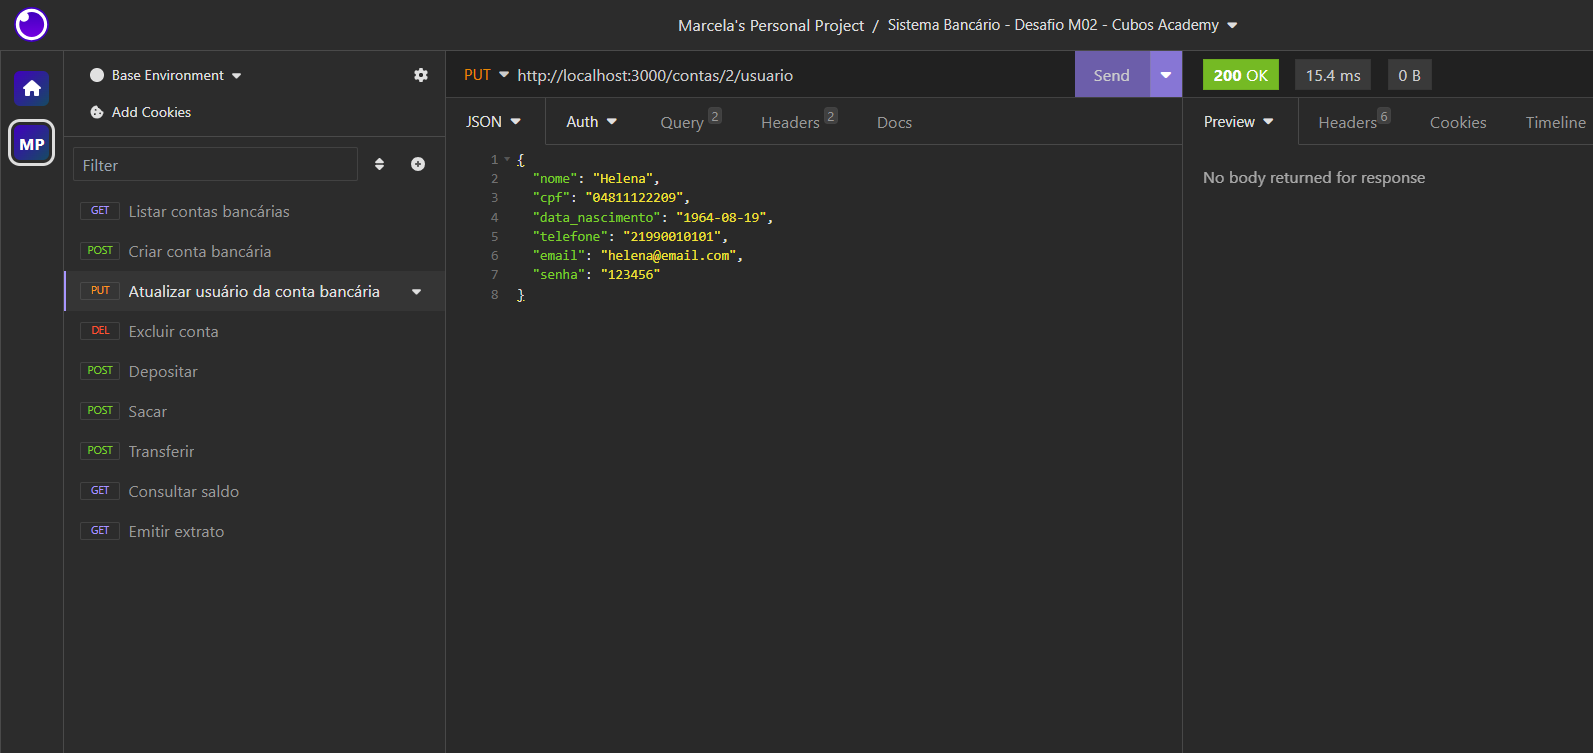 Marcela's Personal Project / Sistema Bancário - Desafio M02 - Cubos Academy
MP
Base Environment
Add Cookies
Filter
GET Listar contas bancárias
POST Criar conta bancária
PUT Atualizar usuário da conta bancária
DEL Excluir conta
POST Depositar
POST Sacar
POST Transferir
GET Consultar saldo
GET Emitir extrato
PUT http://localhost:3000/contas/2/usuario Send
JSON Auth Query 2 Headers 2 Docs
1 {
2 "nome": "Helena",
3 "cpf": "04811122209",
4 "data_nascimento": "1964-08-19",
5 "telefone": "21990010101",
6 "email": "helena@email.com",
7 "senha": "123456"
8 }
200 OK 15.4 ms 0 B
Preview Headers 6 Cookies Timeline
No body returned for response